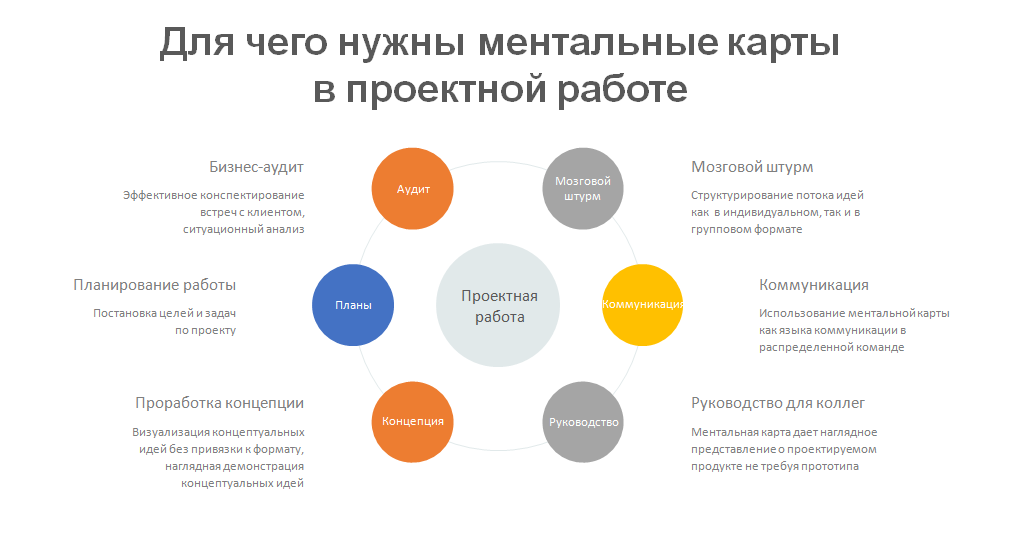 Для чего нужны ментальные карты
в проектной работе
Бизнес-аудит
Эффективное конспектирование
встреч с клиентом,
ситуационный анализ
Аудит
Мозговой
штурм
Мозговой штурм
Структурирование потока идей
как в индивидуальном, так и в
групповом формате
Планирование работы
Постановка целей и задач
по проекту
Планы
Проектная
работа
Коммуникация
Коммуникация
Использование ментальной карты
как языка коммуникации в
распределенной команде
Проработка концепции
Визуализация концептуальных
идей без привязки к формату,
наглядная демонстрация
концептуальных идей
Концепция
Руководство
Руководство для коллег
Ментальная карта дает наглядное
представление о проектируемом
продукте не требуя прототипа